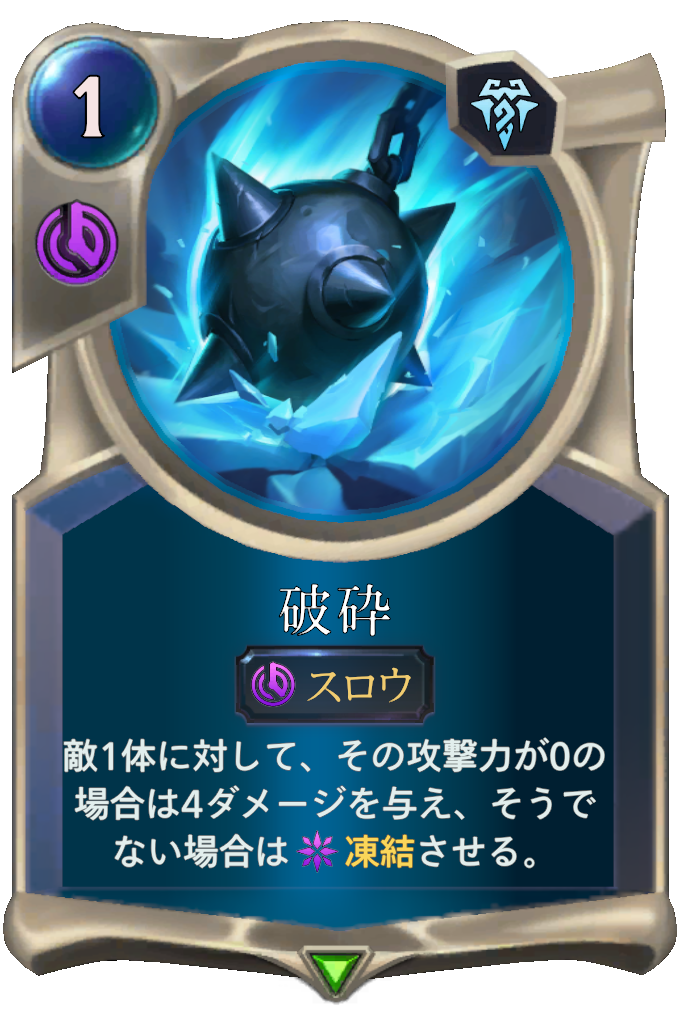 1
破砕
スロウ
敵1体に対して、その攻撃力が0の
場合は4ダメージを与え、そうで
ない場合は凍結させる。